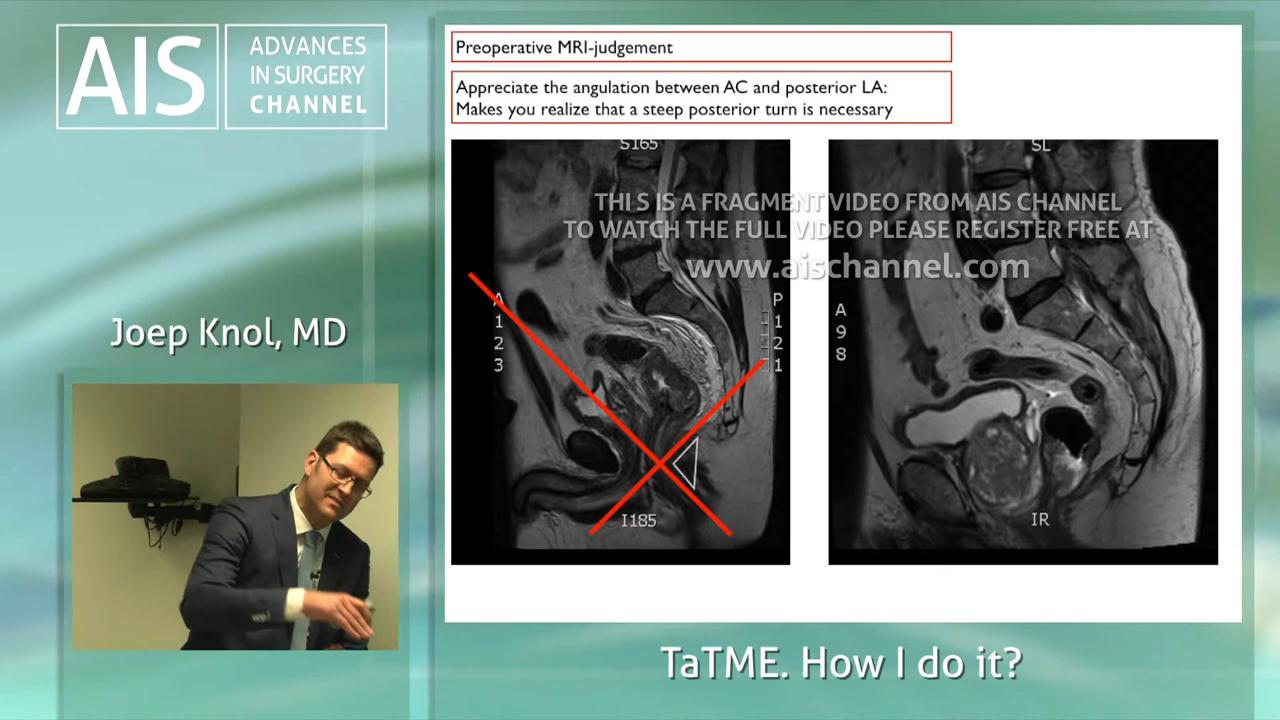 AIS
ADVANCES
IN SURGERY
CHANNEL
Preoperative MRI-judgement
Appreciate the angulation between AC and posterior LA:
Makes you realize that a steep posterior turn is necessary
S165
SL
THI S IS A FRAGMENT VIDEO FROM AIS CHANNEL
TO WATCH THE FULL VIDEO PLEASE REGISTER FREE AT
www.aischannel.com
A
1
2
3
P
1
2
1
A
9
8
I185
IR
Joep Knol, MD
TaTME. How I do it?